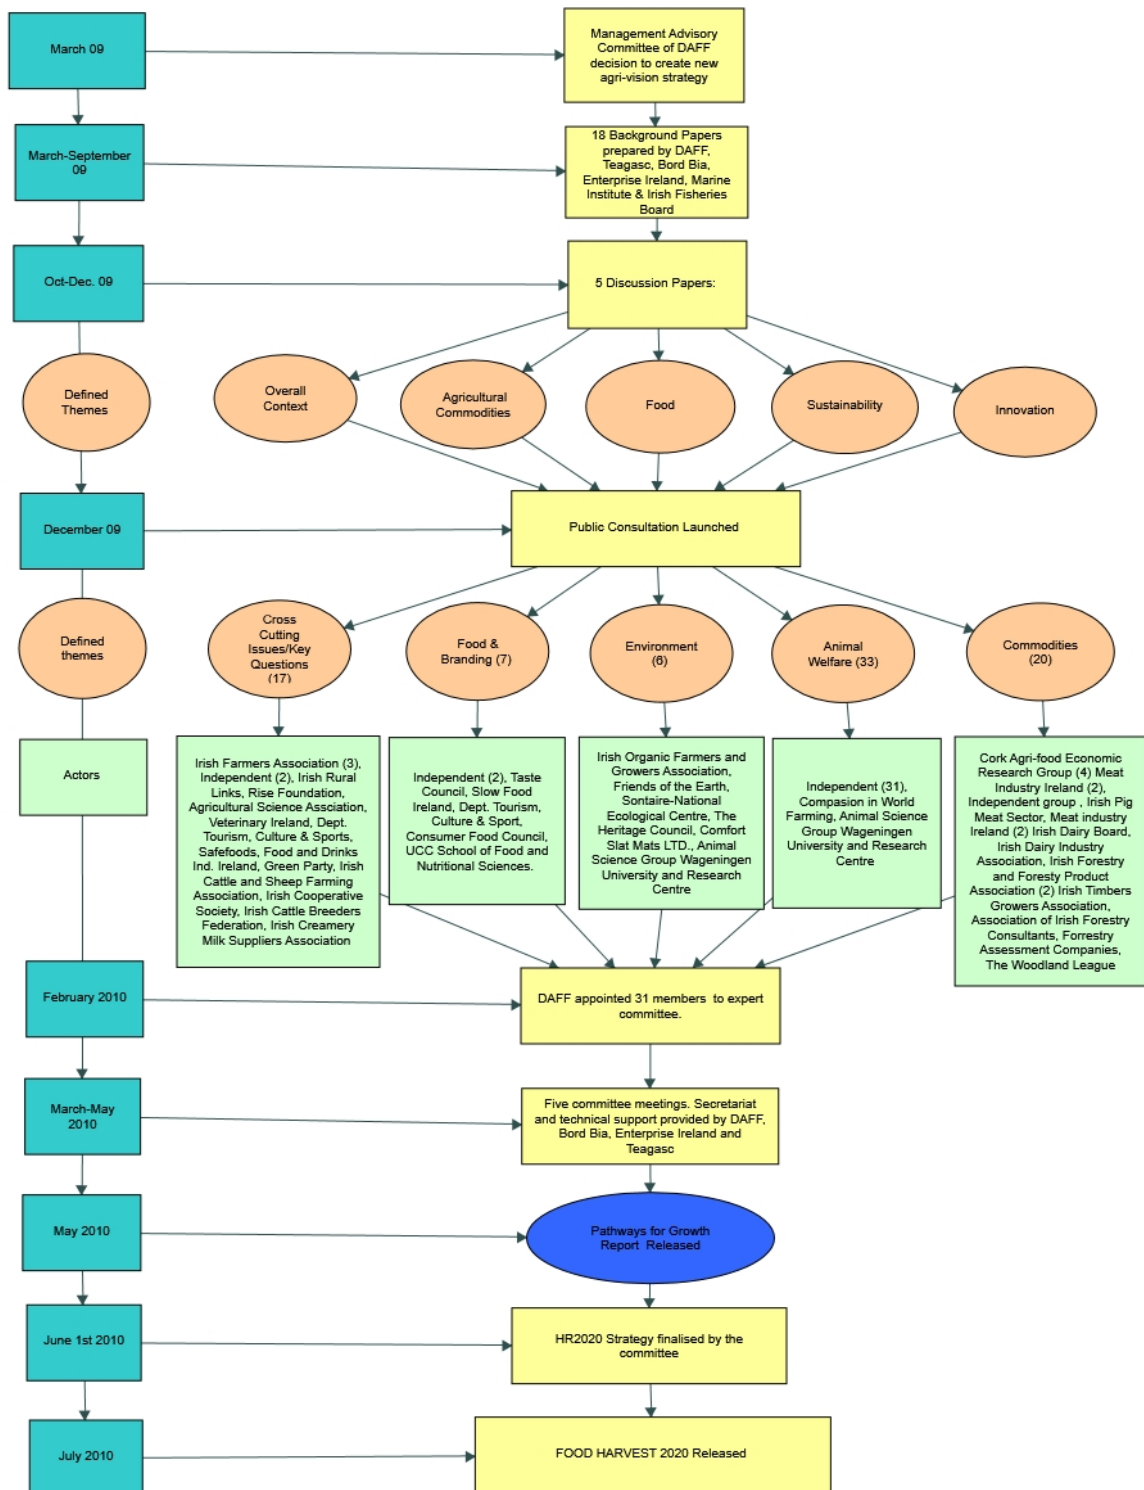 March 09
Management Advisory
Committee of DAFF
decision to create new
agri-vision strategy
March-September
09
18 Background Papers
prepared by DAFF,
Teagasc, Bord Bia,
Enterprise Ireland, Marine
Institute & Irish Fisheries
Board
Oct-Dec. 09
5 Discussion Papers:
Defined
Themes
Overall
Context
Agricultural
Commodities
Food
Sustainability
Innovation
December 09
Public Consultation Launched
Defined
themes
Cross
Cutting
Issues/Key
Questions
(17)
Food &
Branding (7)
Environment
(6)
Animal
Welfare (33)
Commodities
(20)
Actors
Irish Farmers Association (3),
Independent (2), Irish Rural
Links, Rise Foundation,
Agricultural Science Assciation,
Veterinary Ireland, Dept.
Tourism, Culture & Sports,
Safefoods, Food and Drinks
Ind. Ireland, Green Party, Irish
Cattle and Sheep Farming
Association, Irish Cooperative
Society, Irish Cattle Breeders
Federation, Irish Creamery
Milk Suppliers Association
Independent (2), Taste
Council, Slow Food
Ireland, Dept. Tourism,
Culture & Sport,
Consumer Food Council,
UCC School of Food and
Nutritional Sciences.
Irish Organic Farmers and
Growers Association,
Friends of the Earth,
Sontaire-National
Ecological Centre, The
Heritage Council, Comfort
Slat Mats LTD., Animal
Science Group Wageningen
University and Research
Centre
Independent (31),
Compasion in World
Farming, Animal Science
Group Wageningen
University and Research
Centre
Cork Agri-food Economic
Research Group (4) Meat
Industry Ireland (2),
Independent group , Irish Pig
Meat Sector, Meat industry
Ireland (2) Irish Dairy Board,
Irish Dairy Industry
Association, Irish Forestry
and Foresty Product
Association (2) Irish Timbers
Growers Association,
Association of Irish Forestry
Consultants, Forrestry
Assessment Companies,
The Woodland League
February 2010
DAFF appointed 31 members to expert
committee.
March-May
2010
Five committee meetings. Secretariat
and technical support provided by DAFF,
Bord Bia, Enterprise Ireland and
Teagasc
May 2010
Pathways for Growth
Report Released
June 1st 2010
HR2020 Strategy finalised by the
committee
July 2010
FOOD HARVEST 2020 Released